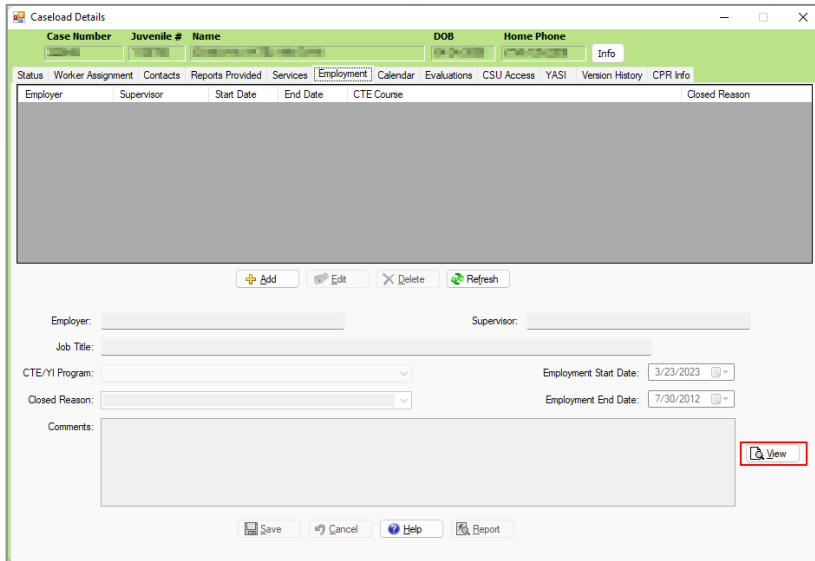 Caseload Details
Case Number Juvenile # Name DOB Home Phone
Info
Status Worker Assignment Contacts Reports Provided Services Employment Calendar Evaluations CSU Access YASI Version History CPR Info
Employer Supervisor Start Date End Date CTE Course Closed Reason
Add Edit Delete Refresh
Employer: Supervisor:
Job Title:
CTE/YI Program: Employment Start Date: 3/23/2023
Closed Reason: Employment End Date: 7/30/2012
Comments:
View
Save Cancel Help Report